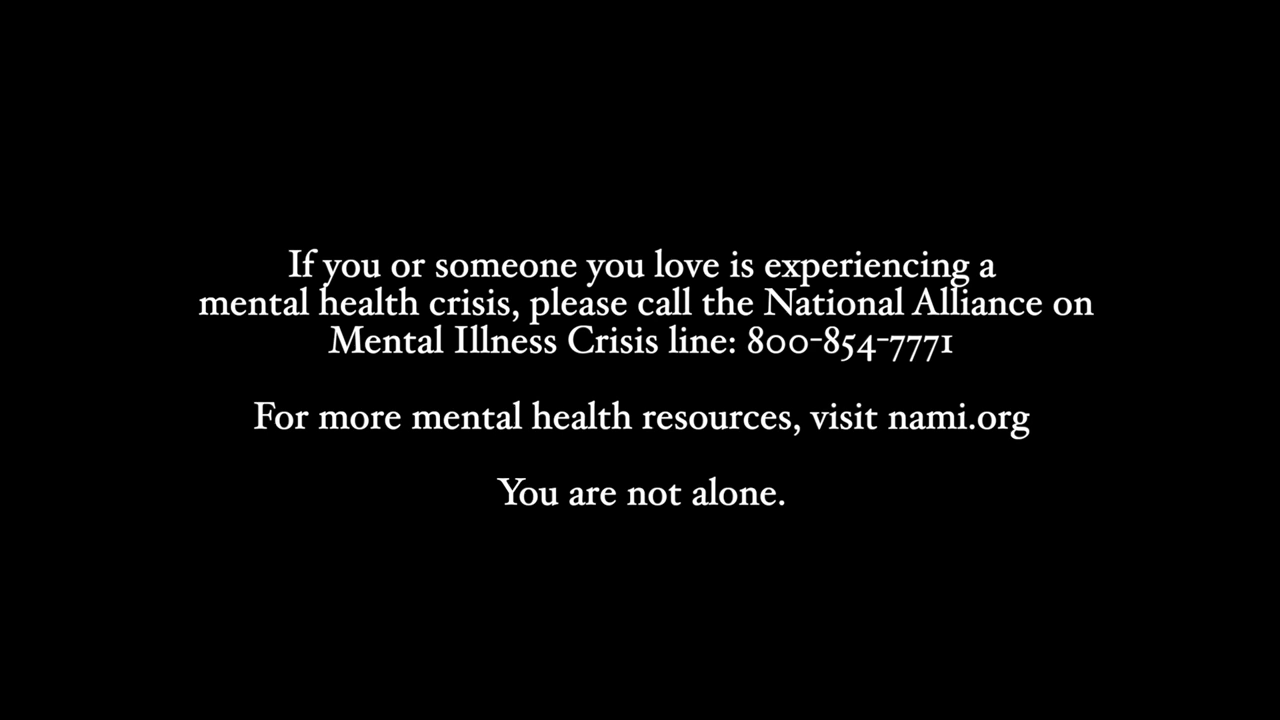 If you or someone you love is experiencing a
mental health crisis, please call the National Alliance on
Mental Illness Crisis line: 800-854-7771
For more mental health resources, visit nami.org
You are not alone.